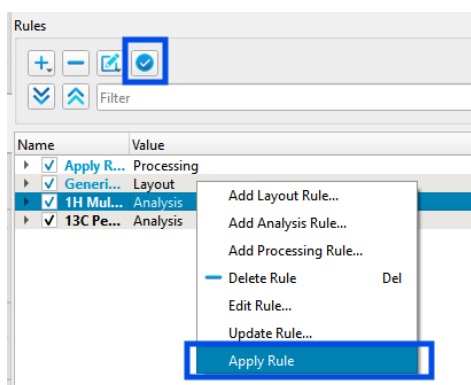 Rules
Filter
Name Value
Apply R... Processing
Generi... Layout
1H Mul... Analysis
13C Pe... Analysis
Add Layout Rule...
Add Analysis Rule...
Add Processing Rule...
Delete Rule Del
Edit Rule...
Update Rule...
Apply Rule